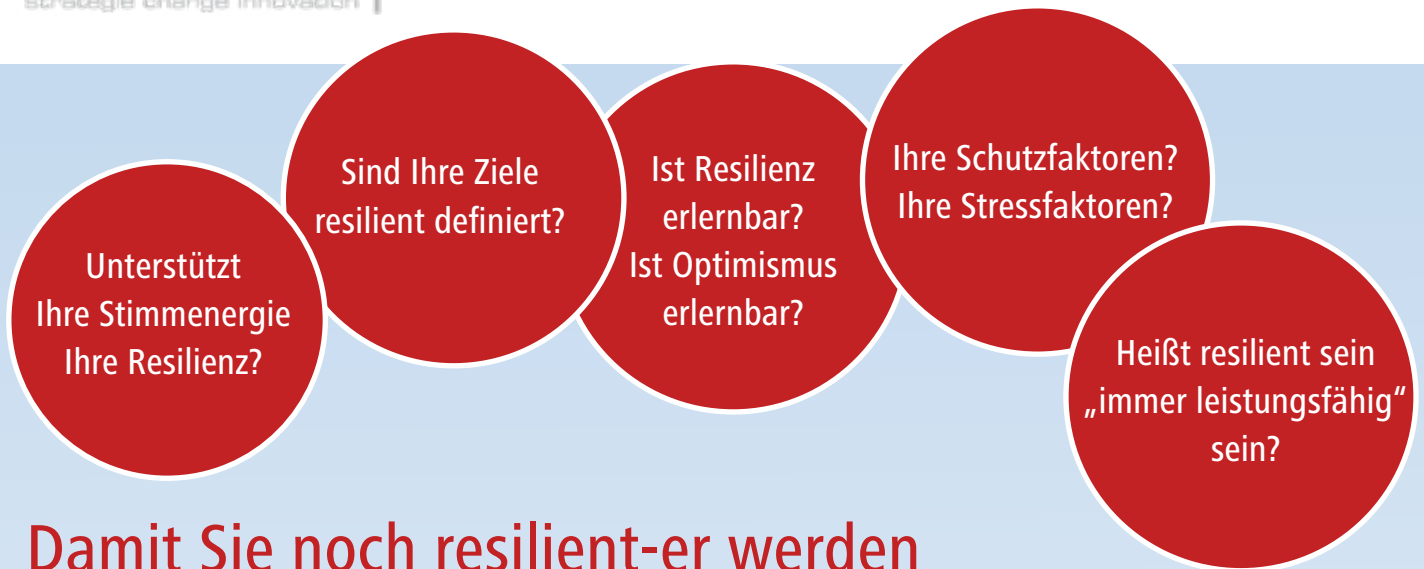 strategie change innovation
Unterstützt
Ihre Stimmenergie
Ihre Resilienz?
Sind Ihre Ziele
resilient definiert?
Ist Resilienz
erlernbar?
Ist Optimismus
erlernbar?
Ihre Schutzfaktoren?
Ihre Stressfaktoren?
Heißt resilient sein
„immer leistungsfähig“
sein?
Damit Sie noch resilient-er werden